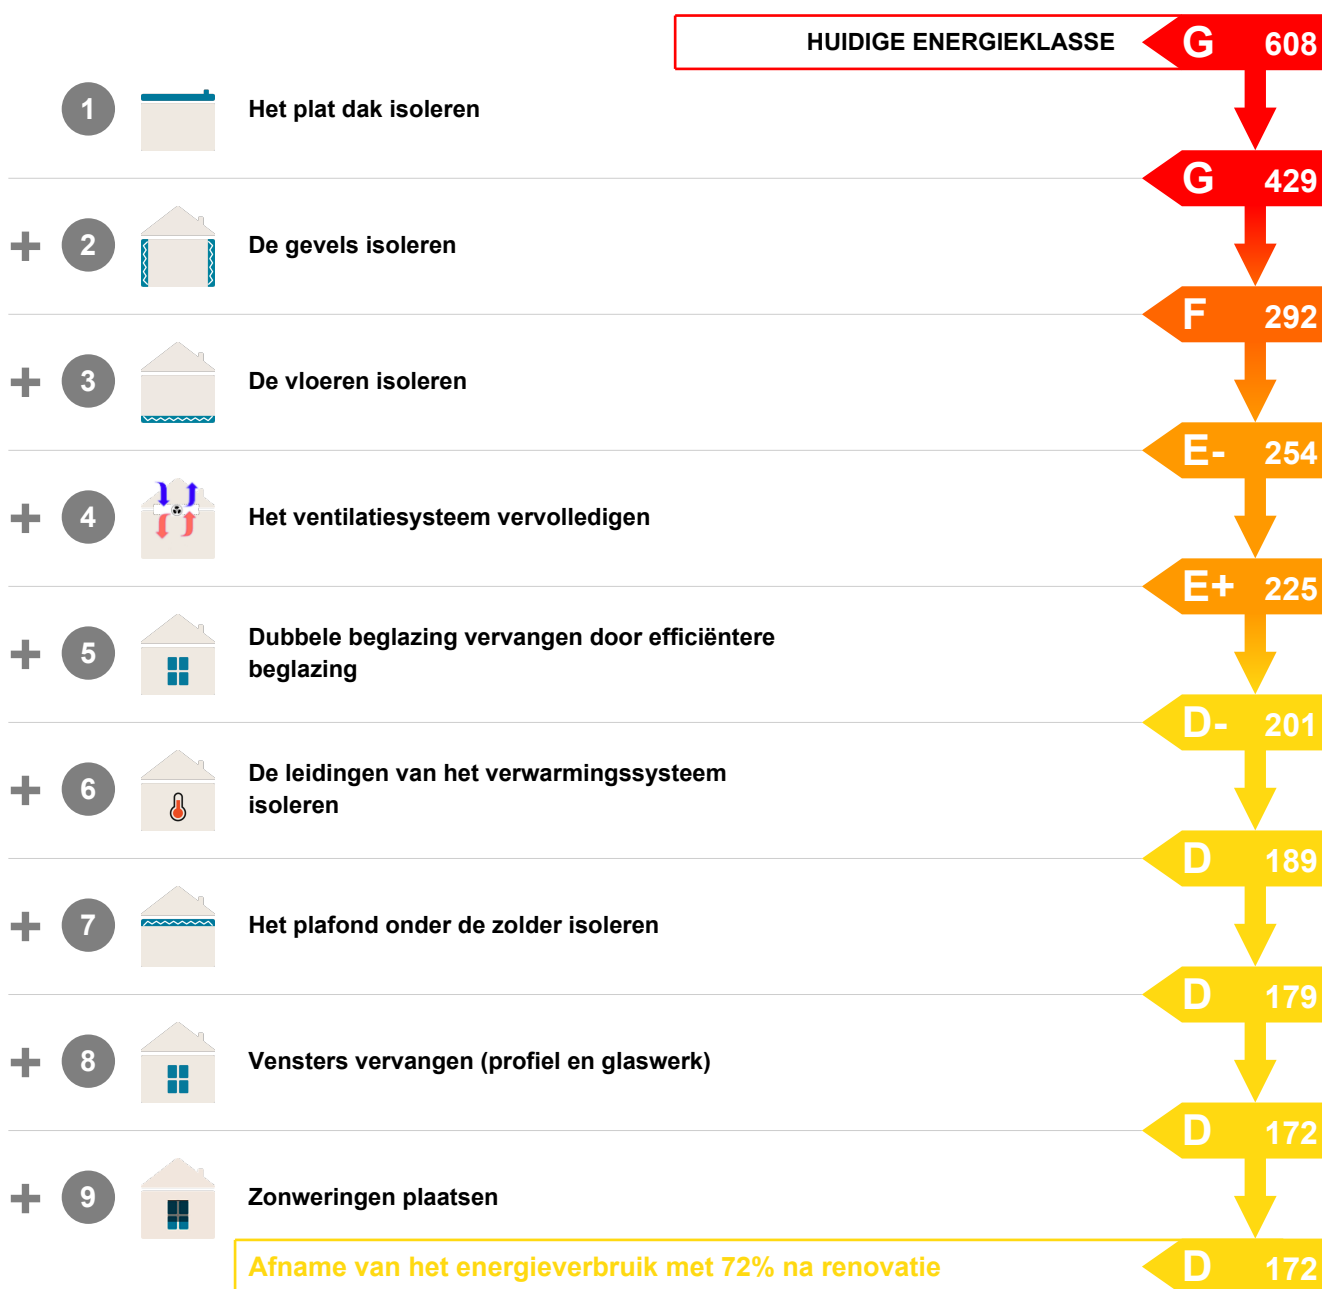 HUIDIGE ENERGIEKLASSE G 608
1 Het plat dak isoleren
G 429
+ 2 De gevels isoleren
F 292
+ 3 De vloeren isoleren
E- 254
+ 4 Het ventilatiesysteem vervolledigen
E+ 225
+ 5 Dubbele beglazing vervangen door efficiëntere
beglazing
D- 201
+ 6 De leidingen van het verwarmingssysteem
isoleren
D 189
+ 7 Het plafond onder de zolder isoleren
D 179
+ 8 Vensters vervangen (profiel en glaswerk)
D 172
+ 9 Zonweringen plaatsen
Afname van het energieverbruik met 72% na renovatie D 172